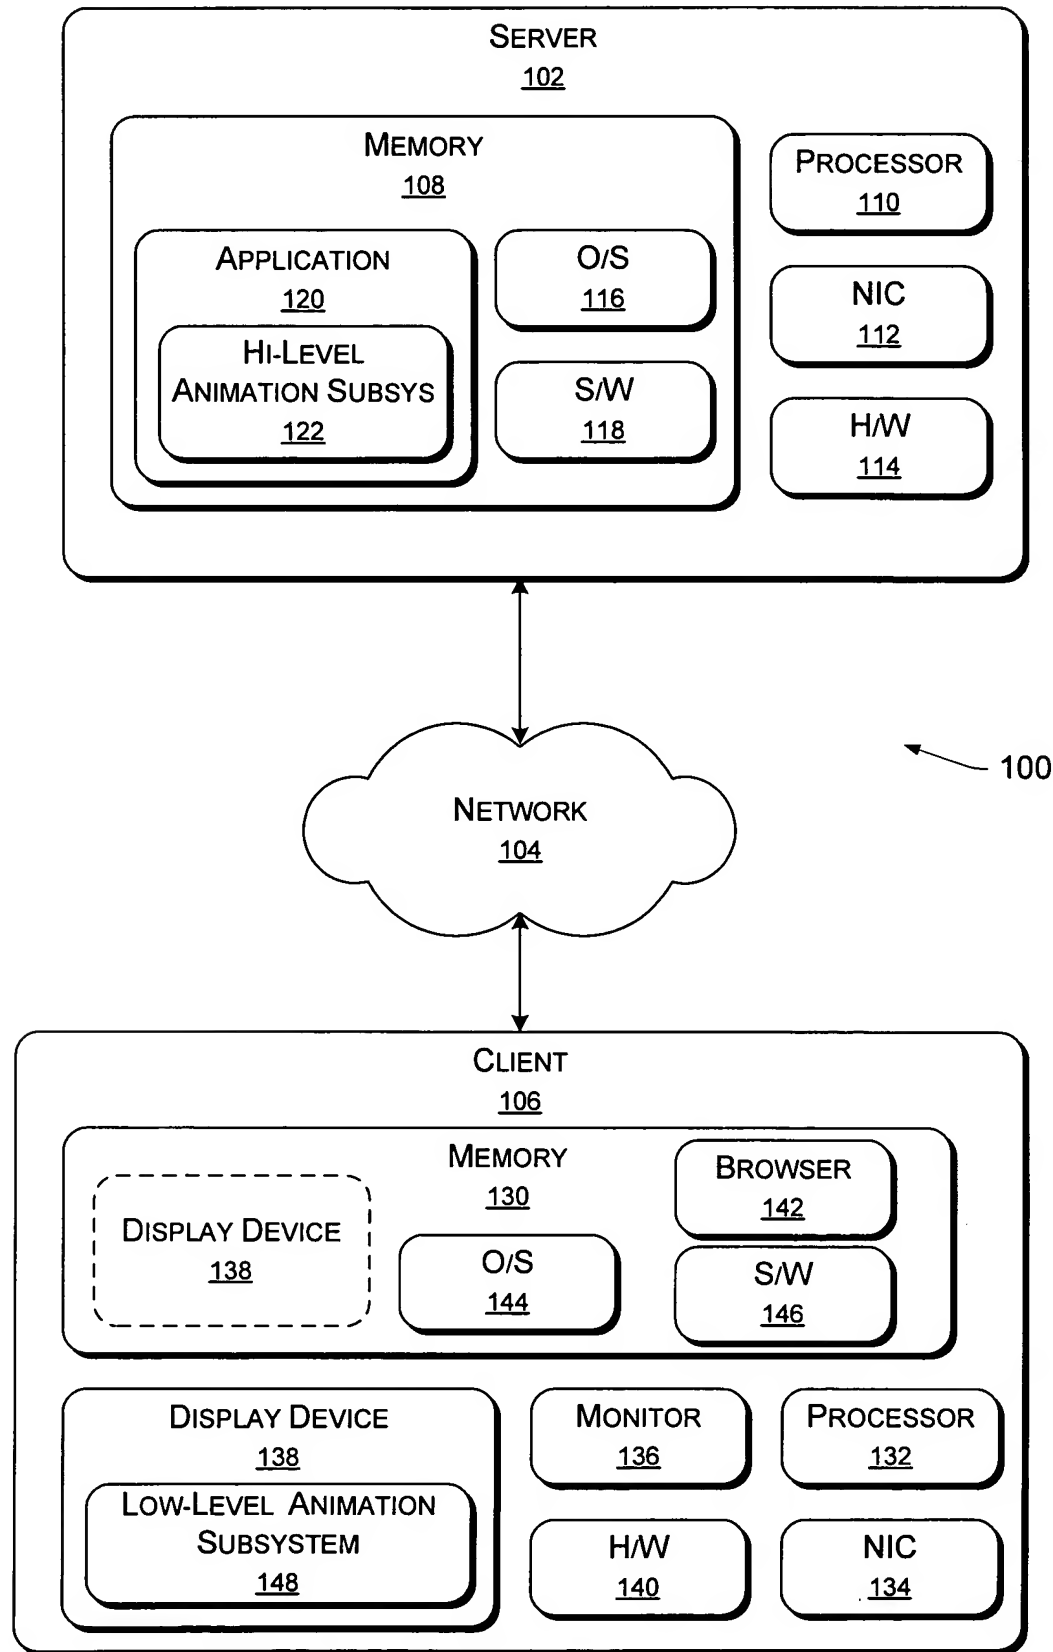 SERVER
102
MEMORY
108
PROCESSOR
110
APPLICATION
120
O/S
116
NIC
112
HI-LEVEL
ANIMATION SUBSYS
122
S/W
118
H/W
114
NETWORK
104
100
CLIENT
106
MEMORY
130
BROWSER
142
DISPLAY DEVICE
138
O/S
144
S/W
146
DISPLAY DEVICE
138
MONITOR
136
PROCESSOR
132
LOW-LEVEL ANIMATION
SUBSYSTEM
148
H/W
140
NIC
134